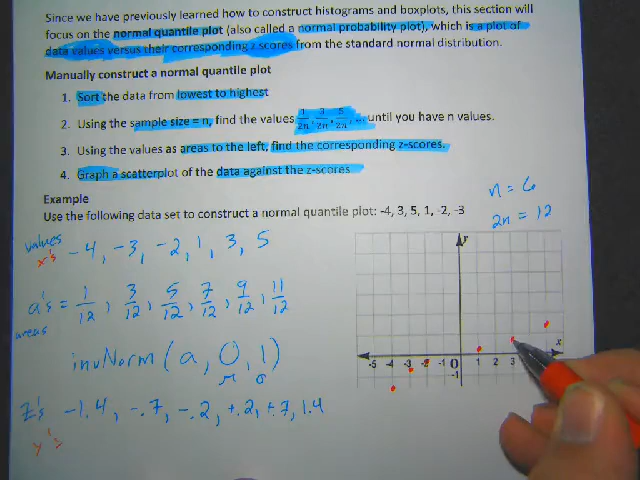 Since we have previously learned how to construct histograms and boxplots, this section will
focus on the normal quantile plot (also called a normal probability plot), which is a plot of
data values versus their corresponding z scores from the standard normal distribution.
Manually construct a normal quantile plot
1. Sort the data from lowest to highest
2. Using the sample size = n, find the values 1/2n, 3/2n, 5/2n, ... until you have n values.
3. Using the values as areas to the left, find the corresponding z-scores.
4. Graph a scatterplot of the data against the z-scores
Example
Use the following data set to construct a normal quantile plot: -4, 3, 5, 1, -2, -3
n = 6
2n = 12
values
x's -4, -3, -2, 1, 3, 5
a's = 1/12, 3/12, 5/12, 7/12, 9/12, 11/12
areas
invNorm(a, 0, 1)
μ σ
z's -1.4, -.7, -.2, +.2, +.7, 1.4
y's
y
x
-5 -4 -3 -2 -1 0 1 2 3
-1